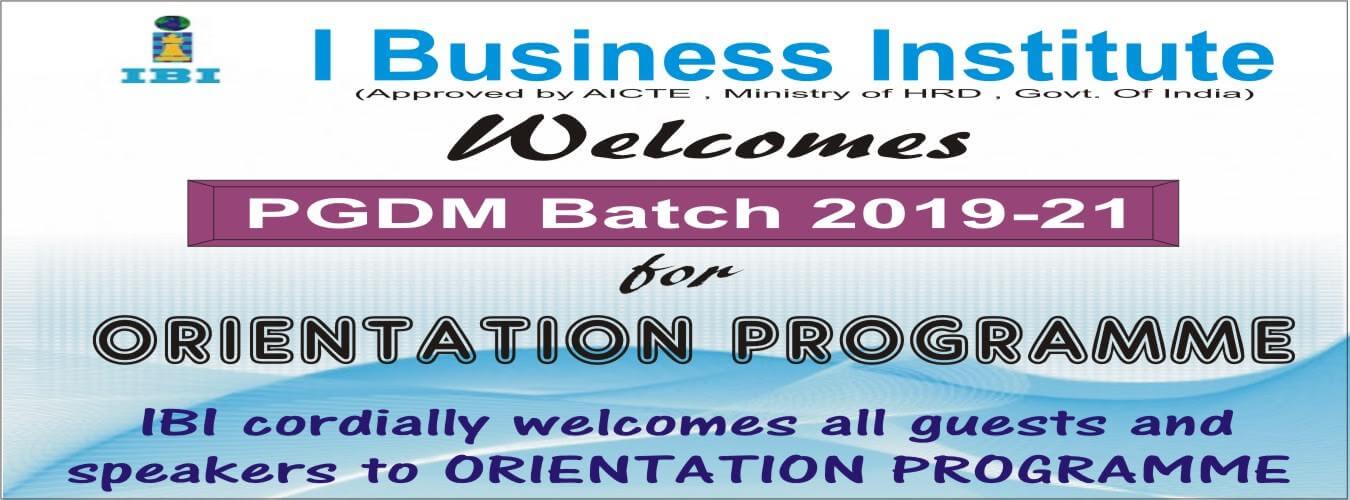 IBI
I Business Institute
(Approved by AICTE , Ministry of HRD , Govt. Of India)
Welcomes
PGDM Batch 2019-21
for
ORIENTATION PROGRAMME
IBI cordially welcomes all guests and
speakers to ORIENTATION PROGRAMME